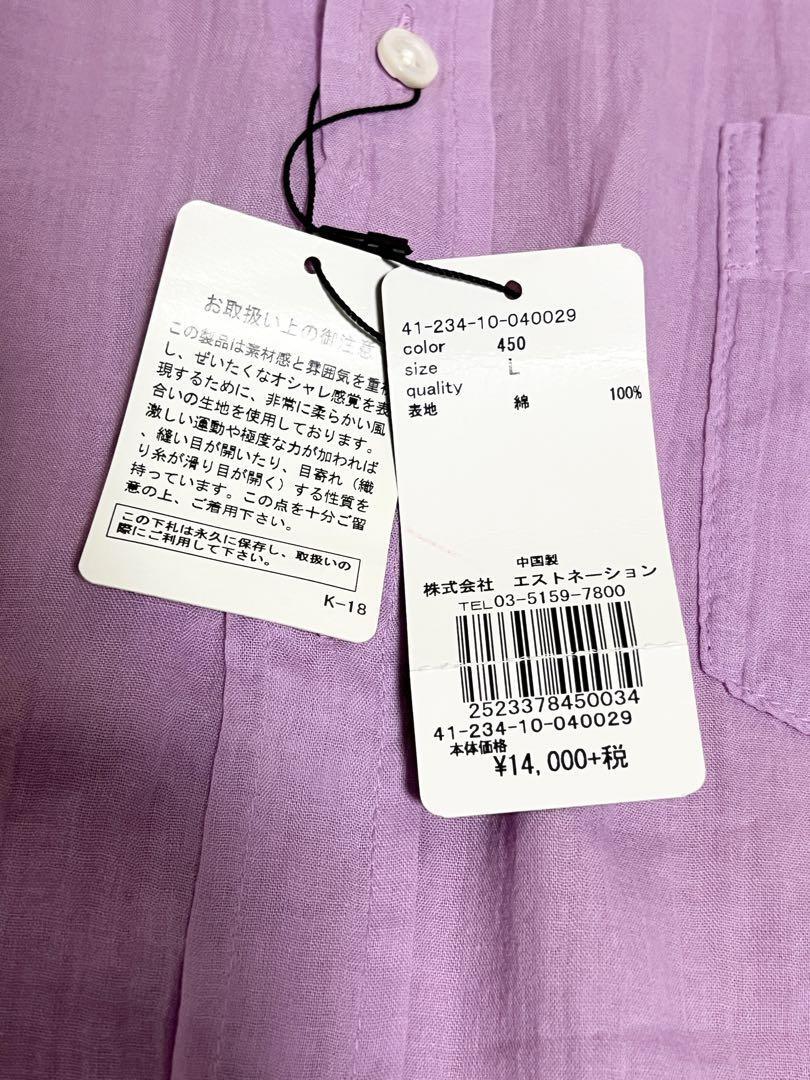 お取扱い上の御注意
この製品は素材感と雰囲気を重視
し、ぜいたくなオシャレ感覚を表
現するために、非常に柔らかい風
合いの生地を使用しております。
激しい運動や極度な力が加われば
、縫い目が開いたり、目寄れ（織
り糸が滑り目が開く）する性質を
持っています。この点を十分ご留
意の上、ご着用下さい。
この下札は永久に保存し、取扱いの
際にご利用して下さい。
K-18
41-234-10-040029
color 450
size L
quality
表地 綿 100%
中国製
株式会社 エストネーション
TEL03-5159-7800
2523378450034
41-234-10-040029
本体価格
¥14,000+税